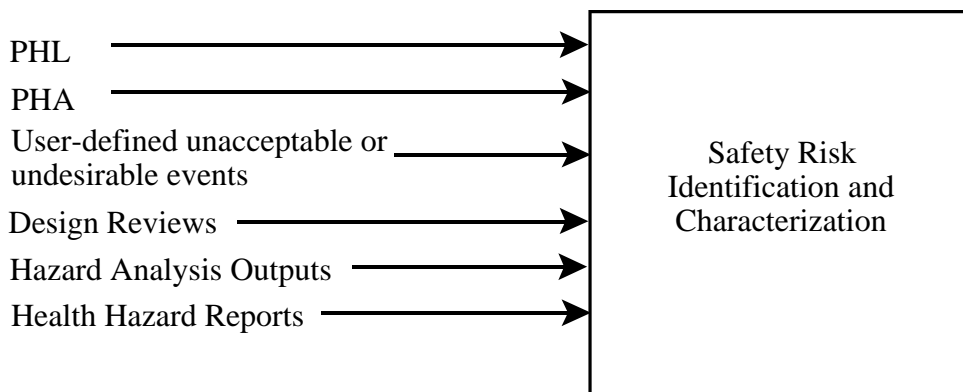 PHL
PHA
User-defined unacceptable or
undesirable events
Design Reviews
Hazard Analysis Outputs
Health Hazard Reports
Safety Risk
Identification and
Characterization